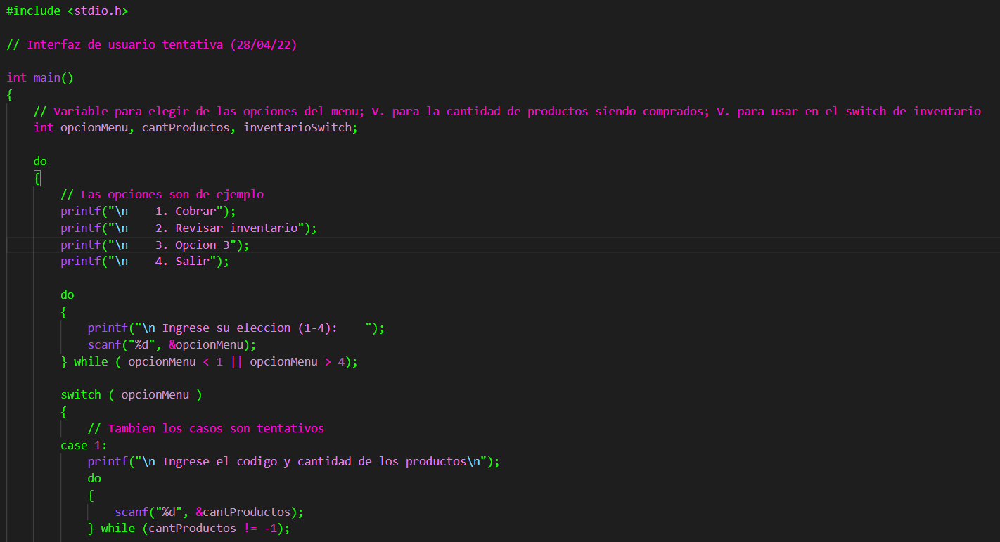 #include <stdio.h>
// Interfaz de usuario tentativa (28/04/22)
int main()
{
// Variable para elegir de las opciones del menu; V. para la cantidad de productos siendo comprados; V. para usar en el switch de inventario
int opcionMenu, cantProductos, inventarioSwitch;
do
{
// Las opciones son de ejemplo
printf("\n    1. Cobrar");
printf("\n    2. Revisar inventario");
printf("\n    3. Opcion 3");
printf("\n    4. Salir");
do
{
printf("\n Ingrese su eleccion (1-4):    ");
scanf("%d", &opcionMenu);
} while ( opcionMenu < 1 || opcionMenu > 4);
switch ( opcionMenu )
{
// Tambien los casos son tentativos
case 1:
printf("\n Ingrese el codigo y cantidad de los productos\n");
do
{
scanf("%d", &cantProductos);
} while (cantProductos != -1);